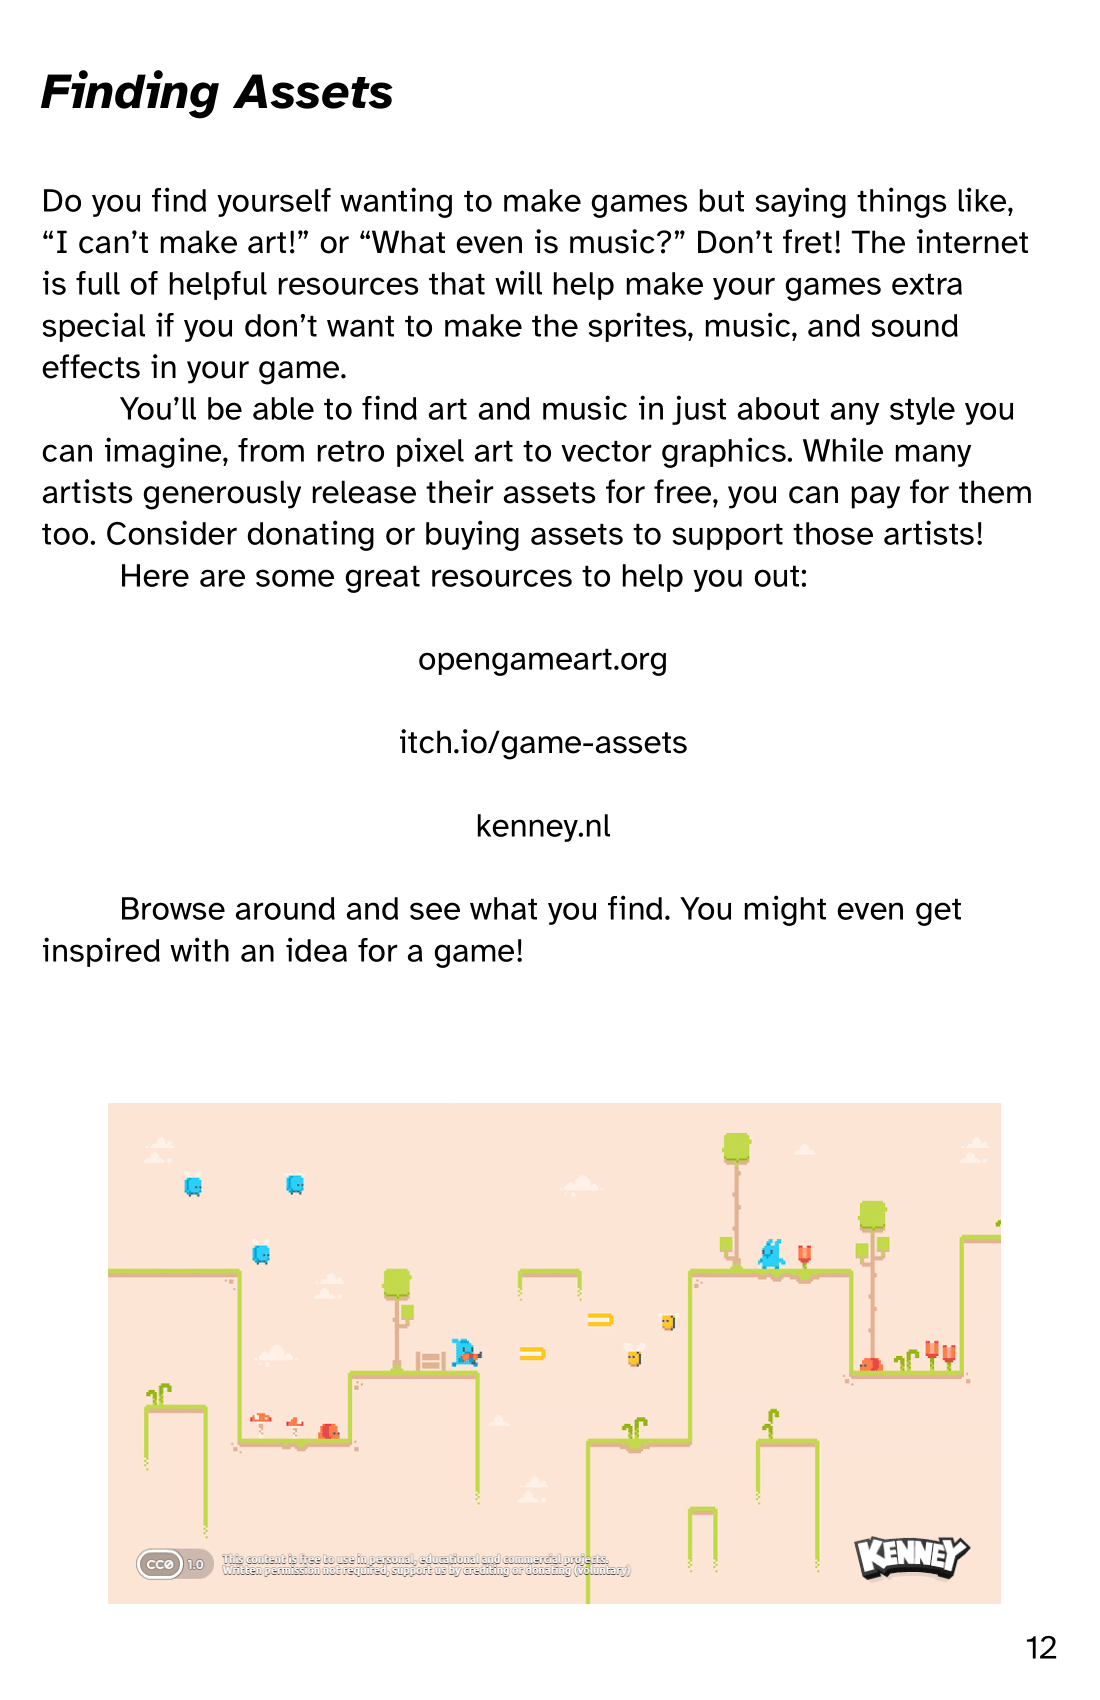 Finding Assets
Do you find yourself wanting to make games but saying things like,
“I can’t make art!” or “What even is music?” Don’t fret! The internet
is full of helpful resources that will help make your games extra
special if you don’t want to make the sprites, music, and sound
effects in your game.
You’ll be able to find art and music in just about any style you
can imagine, from retro pixel art to vector graphics. While many
artists generously release their assets for free, you can pay for them
too. Consider donating or buying assets to support those artists!
Here are some great resources to help you out:
opengameart.org
itch.io/game-assets
kenney.nl
Browse around and see what you find. You might even get
inspired with an idea for a game!
CC0 1.0
This content is free to use in personal, educational and commercial projects.
Written permission not required, support us by crediting or donating (voluntary)
KENNEY
12